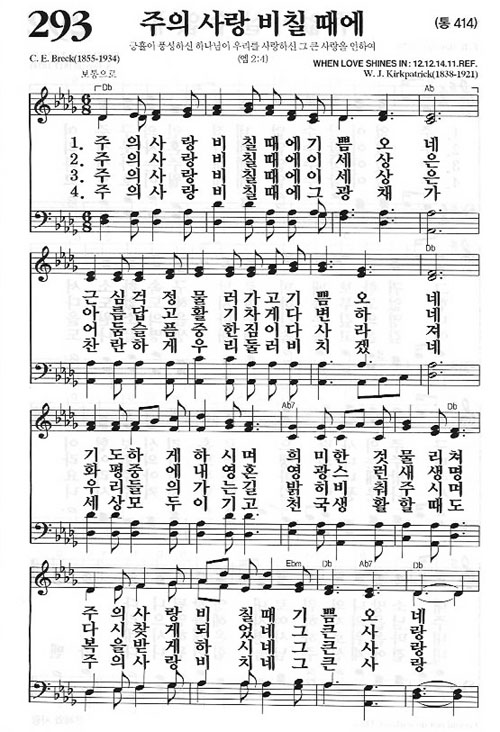 293 주의 사랑 비칠 때에 (통 414)
긍휼이 풍성하신 하나님이 우리를 사랑하신 그 큰 사랑을 인하여
C. E. Breck(1855-1934) (엡 2:4) WHEN LOVE SHINES IN : 12.12.14.11.REF.
보통으로 W. J. Kirkpatrick(1838-1921)
Db Ab
1. 주의사랑비칠때에기쁨오네
2. 주의사랑비칠때에이세상은
3. 주의사랑비칠때에이세상은
4. 주의사랑비칠때에그광채가
Db
근심걱정물러가고기쁨오네
아름답고활기차게다변하네
어둠슬픔중한짐이다사라져
찬란하게우리둘러비치겠네
Ab7 Db
기도하게하시며희미한것물리쳐
화평중에내영혼영광스런새생명
우리들의가는길밝히비춰주시며
세상모두이기고천국생활할때도
Ebm Db Ab7 Db
주의사랑비칠때기쁨오네
다시찾게되었네그큰사랑
복을받게하시네그큰사랑
주의사랑비치네그큰사랑